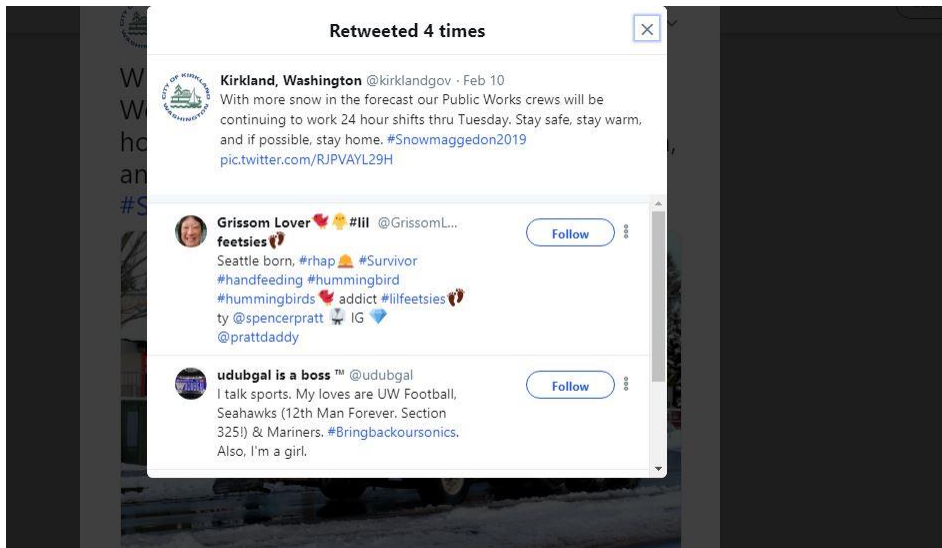 Retweeted 4 times
Kirkland, Washington @kirklandgov · Feb 10
With more snow in the forecast our Public Works crews will be
continuing to work 24 hour shifts thru Tuesday. Stay safe, stay warm,
and if possible, stay home. #Snowmaggedon2019
pic.twitter.com/RJPVAYL29H
CITY OF KIRKLAND
WASHINGTON
Grissom Lover🐦🐥#lil @GrissomL...
feetsies👣
Follow
Seattle born, #rhap🛎 #Survivor
#handfeeding #hummingbird
#hummingbirds🐦 addict #lilfeetsies👣
ty @spencerpratt 🥋 IG 💎
@prattdaddy
udubgal is a boss ™ @udubgal
Follow
I talk sports. My loves are UW Football,
Seahawks (12th Man Forever. Section
325!) & Mariners. #Bringbackoursonics.
Also, I'm a girl.